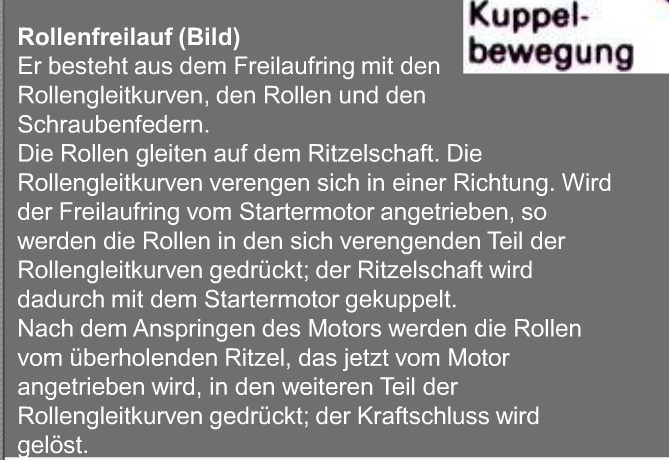 Kuppel-
bewegung
Rollenfreilauf (Bild)
Er besteht aus dem Freilaufring mit den
Rollengleitkurven, den Rollen und den
Schraubenfedern.
Die Rollen gleiten auf dem Ritzelschaft. Die
Rollengleitkurven verengen sich in einer Richtung. Wird
der Freilaufring vom Startermotor angetrieben, so
werden die Rollen in den sich verengenden Teil der
Rollengleitkurven gedrückt; der Ritzelschaft wird
dadurch mit dem Startermotor gekuppelt.
Nach dem Anspringen des Motors werden die Rollen
vom überholenden Ritzel, das jetzt vom Motor
angetrieben wird, in den weiteren Teil der
Rollengleitkurven gedrückt; der Kraftschluss wird
gelöst.